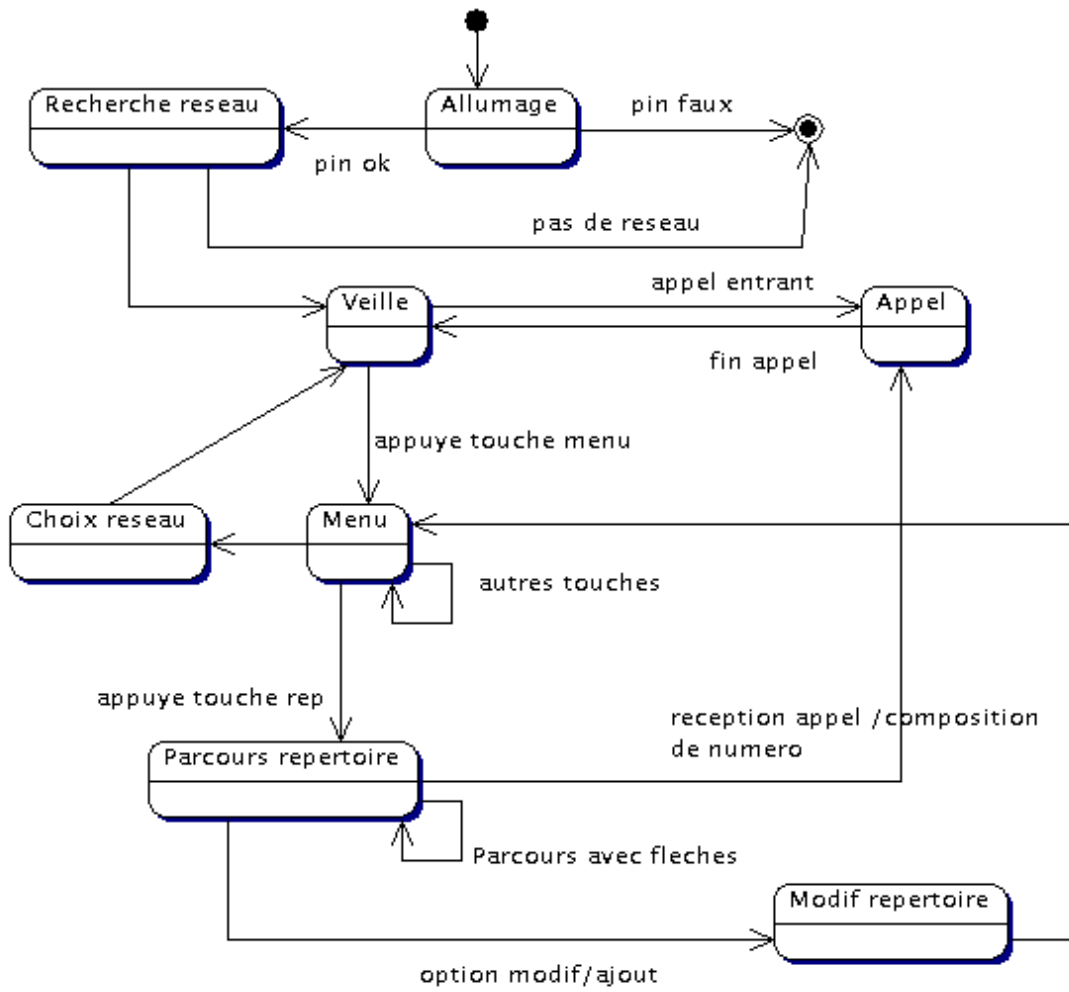 Recherche reseau
Allumage
pin faux
pin ok
pas de reseau
Veille
appel entrant
Appel
fin appel
appuye touche menu
Choix reseau
Menu
autres touches
appuye touche rep
reception appel /composition
de numero
Parcours repertoire
Parcours avec fleches
Modif repertoire
option modif/ajout